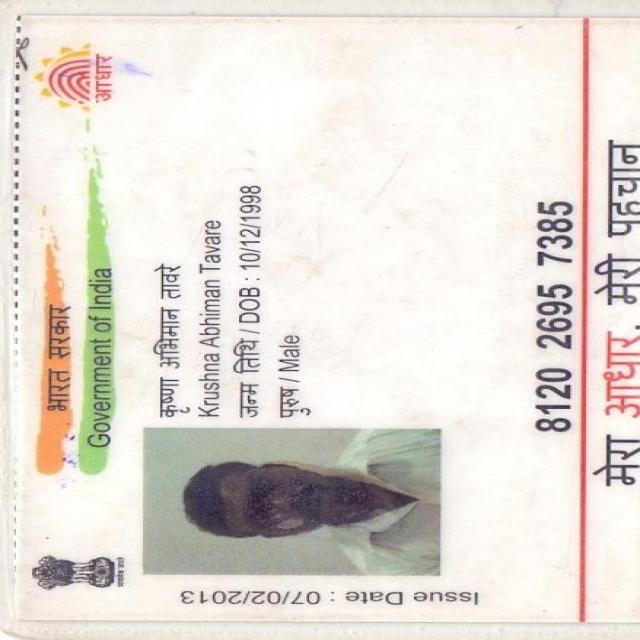 भारत सरकार
Government of India
आधार
कृष्णा अभिमान तावरे
Krushna Abhiman Tavare
जन्म तिथि / DOB : 10/12/1998
पुरुष / Male
Issue Date : 07/02/2013
8120 2695 7385
मेरा आधार, मेरी पहचान